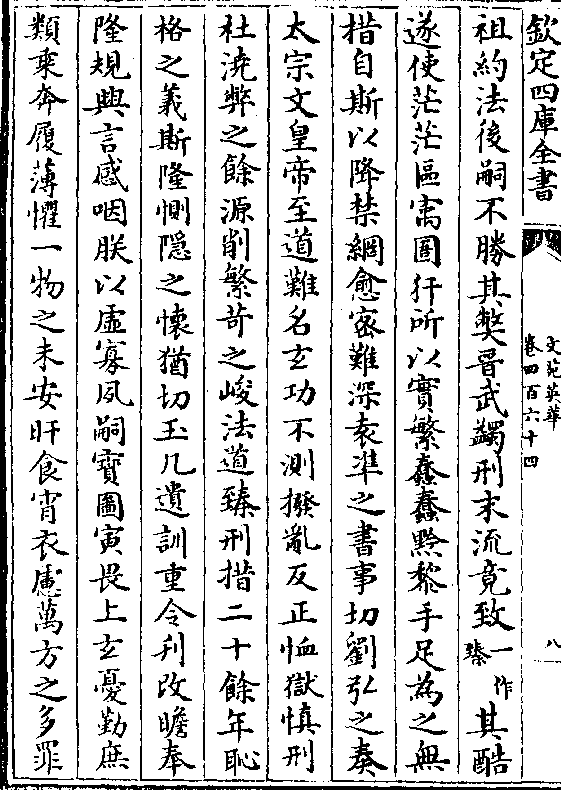 欽定四庫全書
文苑英華
卷四百六十四
八
祖約法後嗣不勝其弊晉武蠲刑末流竟致一作臻其酷
遂使茫茫區㝢圄犴所以實繁蠢蠢黔黎手足為之無
措自斯以降禁網愈宻難深袁準之書事切劉弘之奏
太宗文皇帝至道難名玄功不測撥亂反正恤獄慎刑
杜澆弊之餘源削繁苛之峻法道臻刑措二十餘年恥
格之義斯隆惻隱之懷猶切玉几遺訓重令刋改瞻奉
隆規興言感咽朕以虚寡夙嗣寳圖寅畏上玄憂勤庶
類乘奔履薄懼一物之未安旰食宵衣慮萬方之多罪